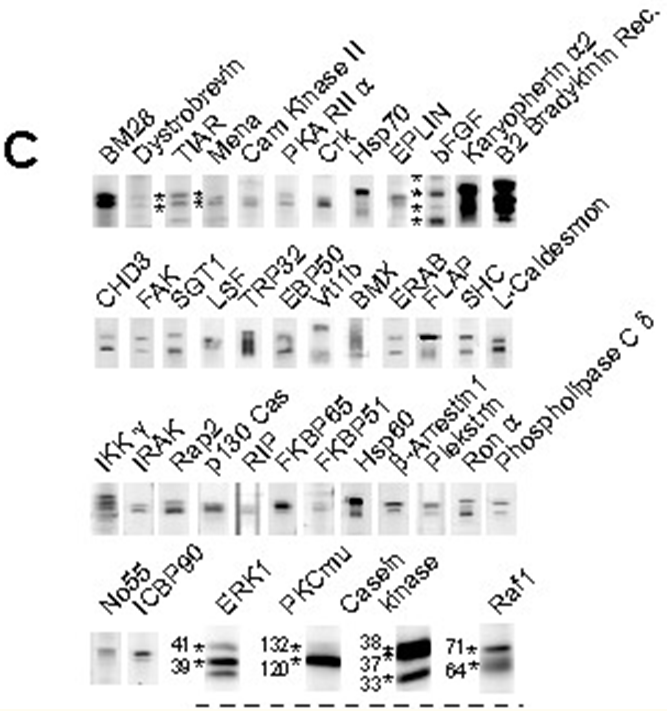 C
BM28 Dystrobrevin TIAR Mena Cam Kinase II PKA RII α Crk Hsp70 EPLIN bFGF Karyopherin α2 B2 Bradykinin Rec.
* * * * * * * *
CHD3 FAK SGT1 LSF TRP32 EBP50 Vti1b BMX ERAB FLAP SHC L-Caldesmon
IKK γ IRAK Rap2 p130 Cas RIP FKBP65 FKBP51 Hsp60 β-Arrestin 1 Plekstrin Ron α Phospholipase C δ
No55 ICBP90 ERK1 PKCmu Casein kinase Raf1
41 * 132 * 38 * 71 *
39 * 120 * 37 * 64 *
33 *